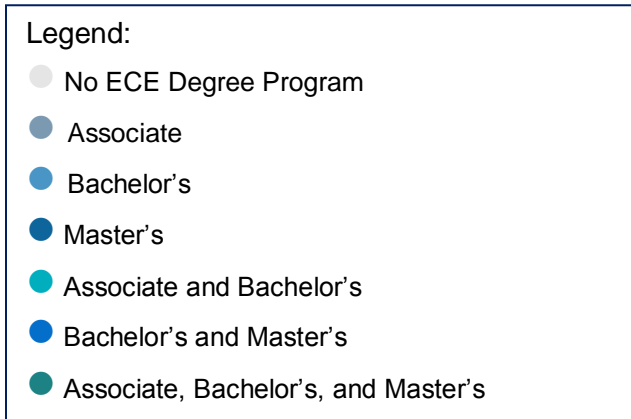 Legend:
No ECE Degree Program
Associate
Bachelor’s
Master’s
Associate and Bachelor’s
Bachelor’s and Master’s
Associate, Bachelor’s, and Master’s